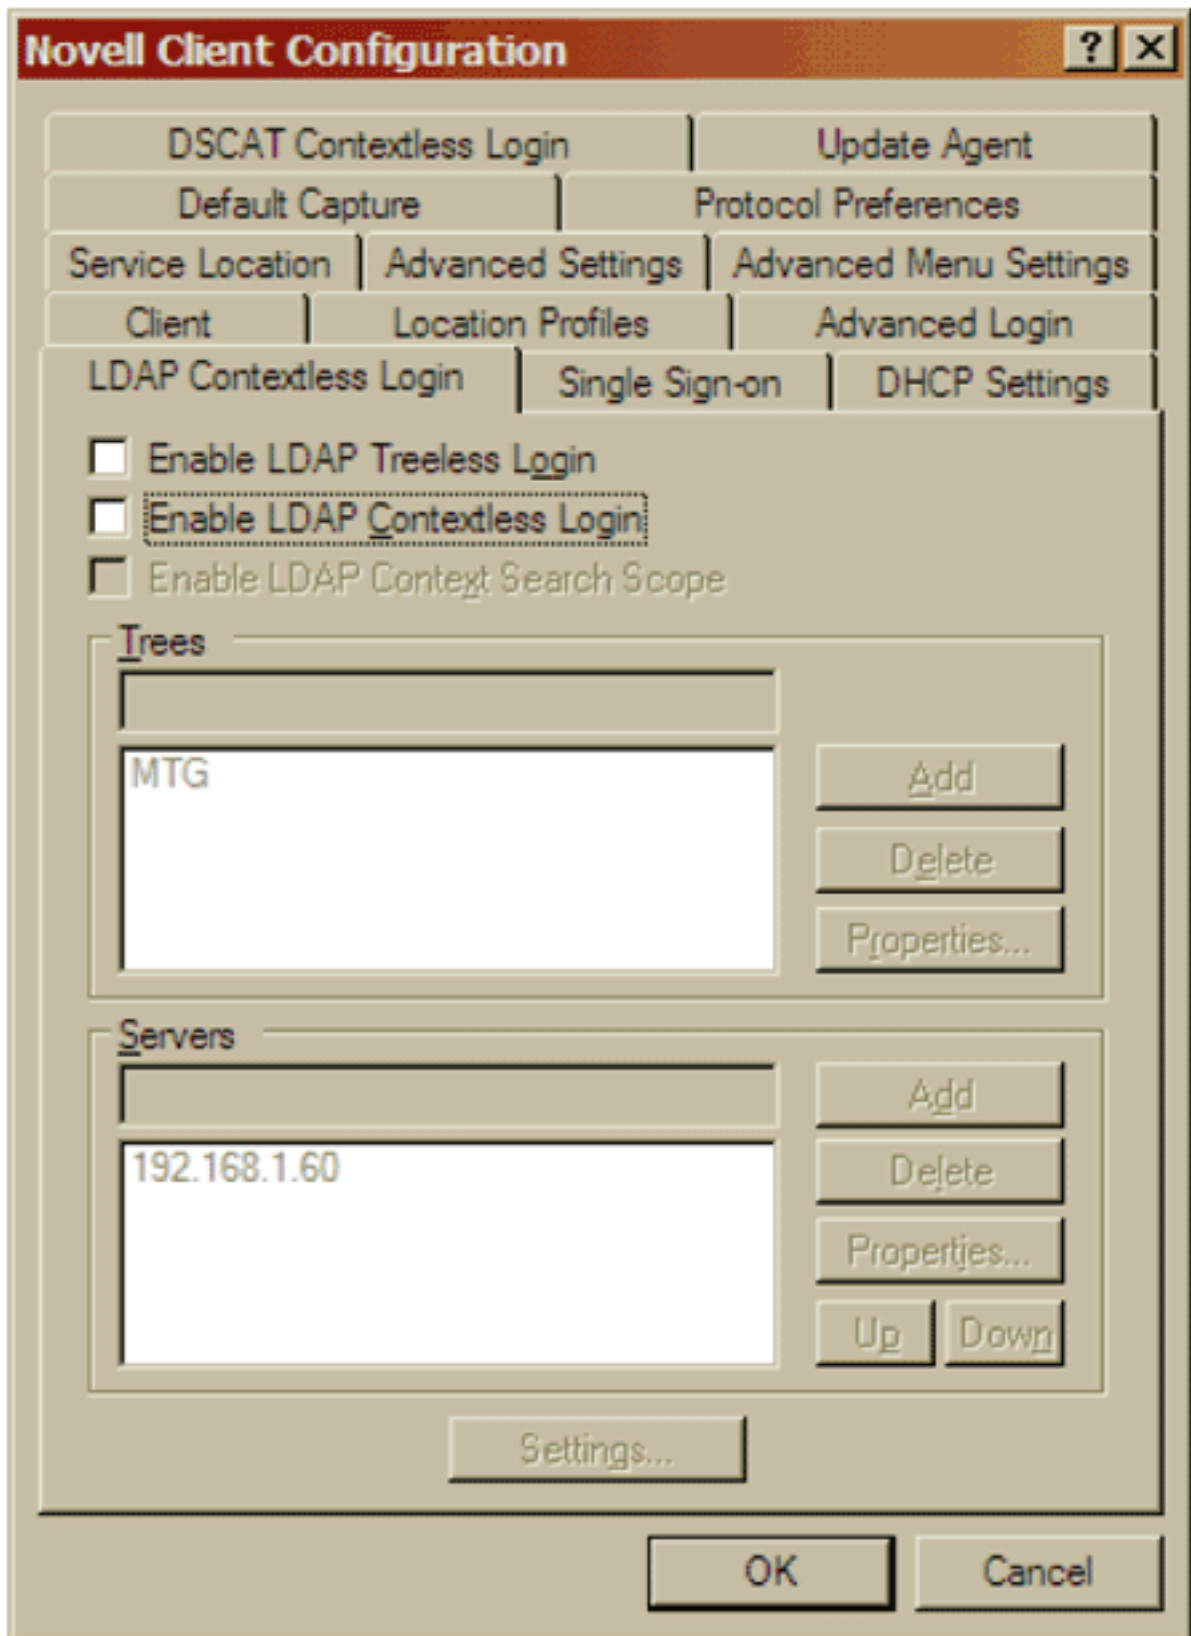 Novell Client Configuration
DSCAT Contextless Login Update Agent
Default Capture Protocol Preferences
Service Location Advanced Settings Advanced Menu Settings
Client Location Profiles Advanced Login
LDAP Contextless Login Single Sign-on DHCP Settings
Enable LDAP Treeless Login
Enable LDAP Contextless Login
Enable LDAP Context Search Scope
Trees
MTG
Add
Delete
Properties...
Servers
Add
192.168.1.60
Delete
Properties...
Up Down
Settings...
OK Cancel